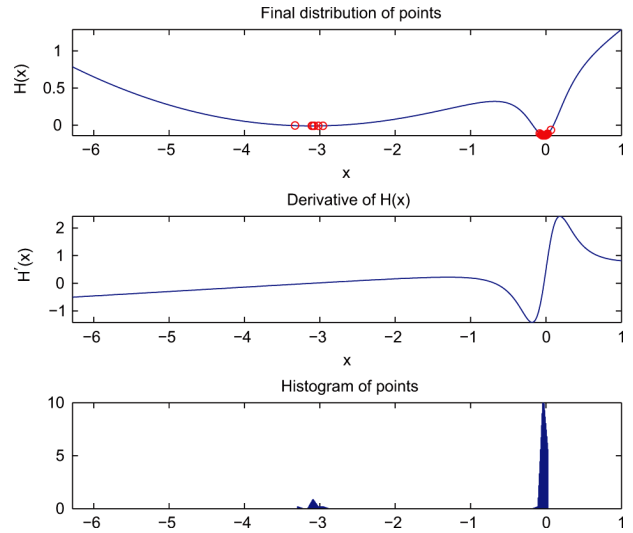 Final distribution of points
H(x)
1
0.5
0
−6 −5 −4 −3 −2 −1 0 1
x
Derivative of H(x)
H′(x)
2
1
0
−1
−6 −5 −4 −3 −2 −1 0 1
x
Histogram of points
10
5
0
−6 −5 −4 −3 −2 −1 0 1